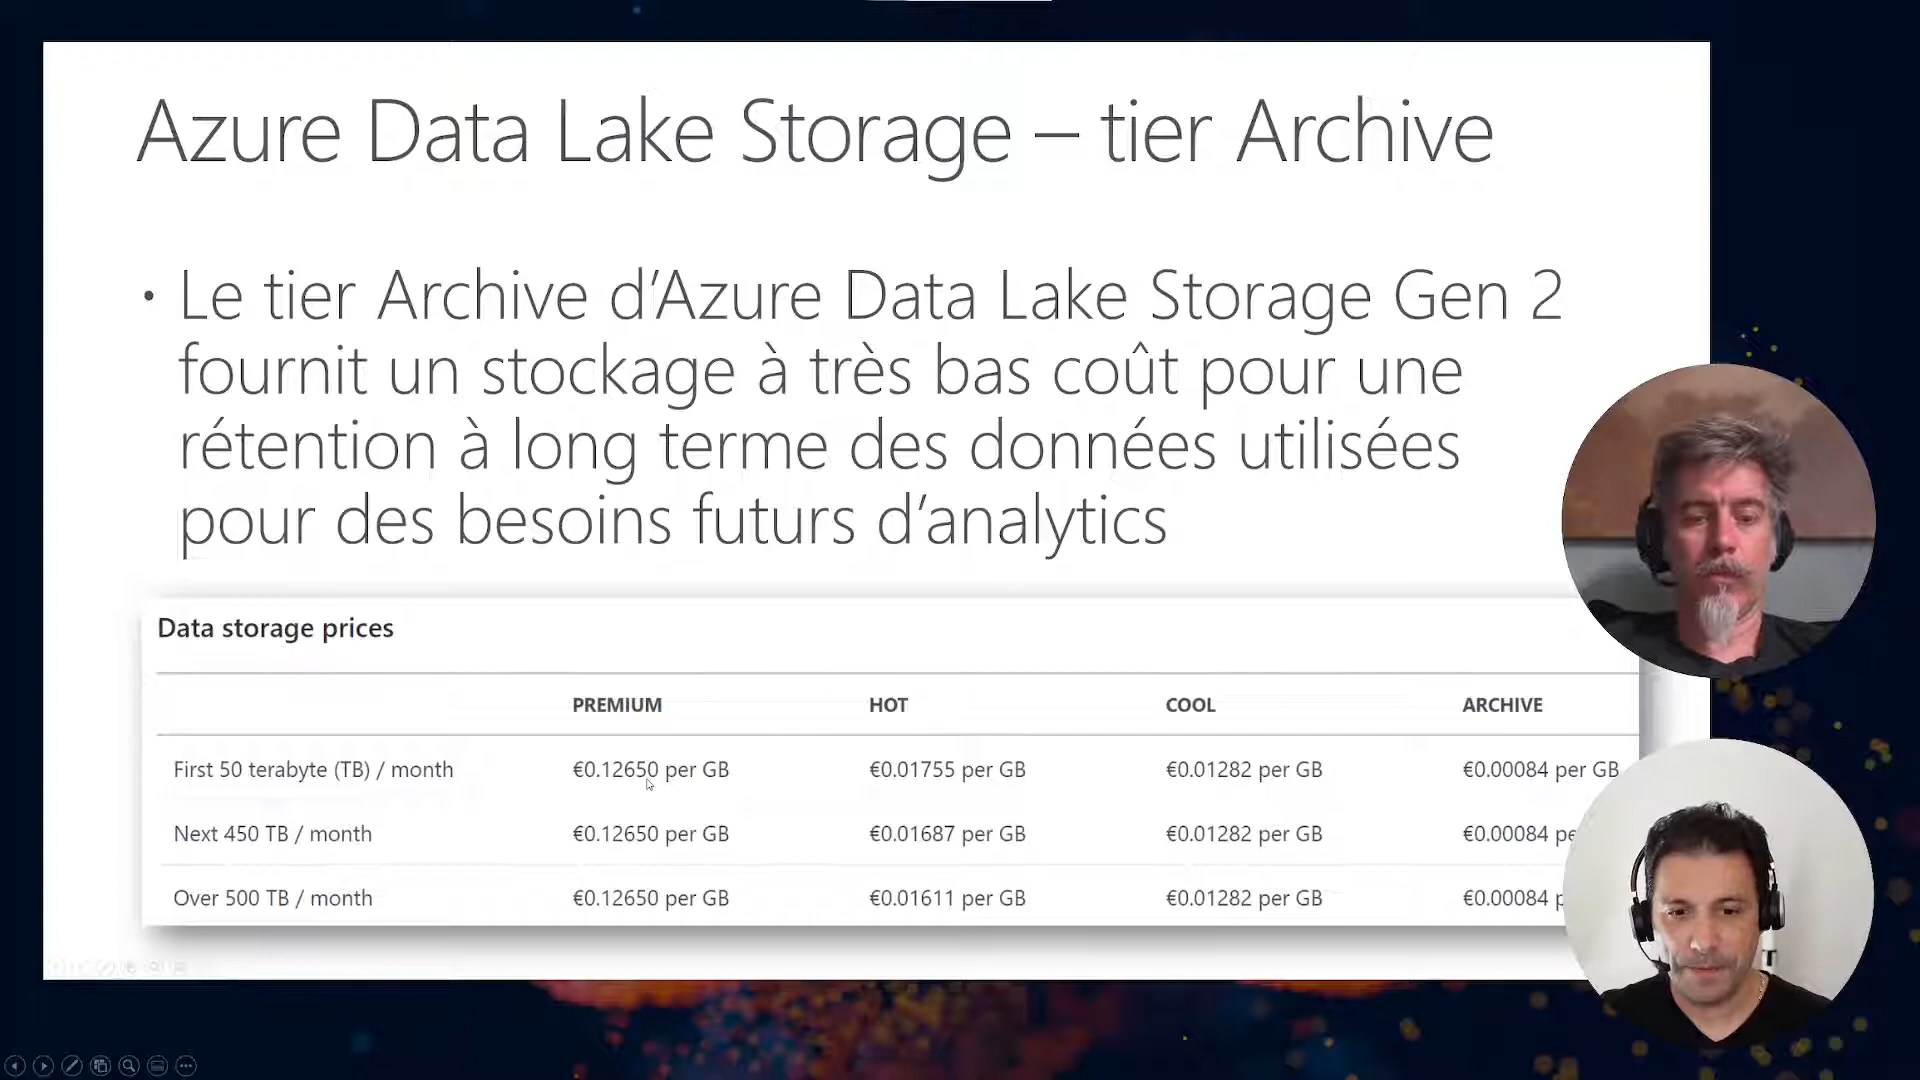 Azure Data Lake Storage – tier Archive
• Le tier Archive d’Azure Data Lake Storage Gen 2
fournit un stockage à très bas coût pour une
rétention à long terme des données utilisées
pour des besoins futurs d’analytics
Data storage prices
PREMIUM HOT COOL ARCHIVE
First 50 terabyte (TB) / month €0.12650 per GB €0.01755 per GB €0.01282 per GB €0.00084 per GB
Next 450 TB / month €0.12650 per GB €0.01687 per GB €0.01282 per GB €0.00084
Over 500 TB / month €0.12650 per GB €0.01611 per GB €0.01282 per GB €0.00084